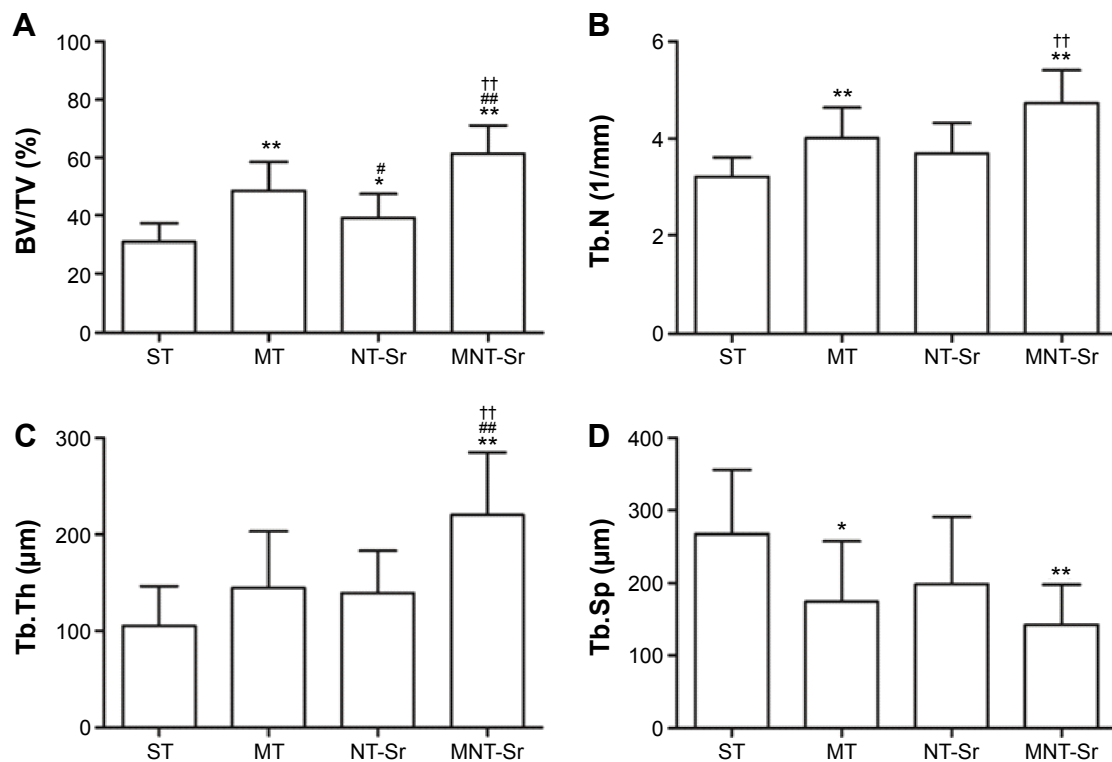 A
BV/TV (%)
100
80
60
40
20
0
**
#
*
††
##
**
ST MT NT-Sr MNT-Sr
B
Tb.N (1/mm)
6
4
2
0
**
††
**
ST MT NT-Sr MNT-Sr
C
Tb.Th (µm)
300
200
100
0
††
##
**
ST MT NT-Sr MNT-Sr
D
Tb.Sp (µm)
400
300
200
100
0
*
**
ST MT NT-Sr MNT-Sr